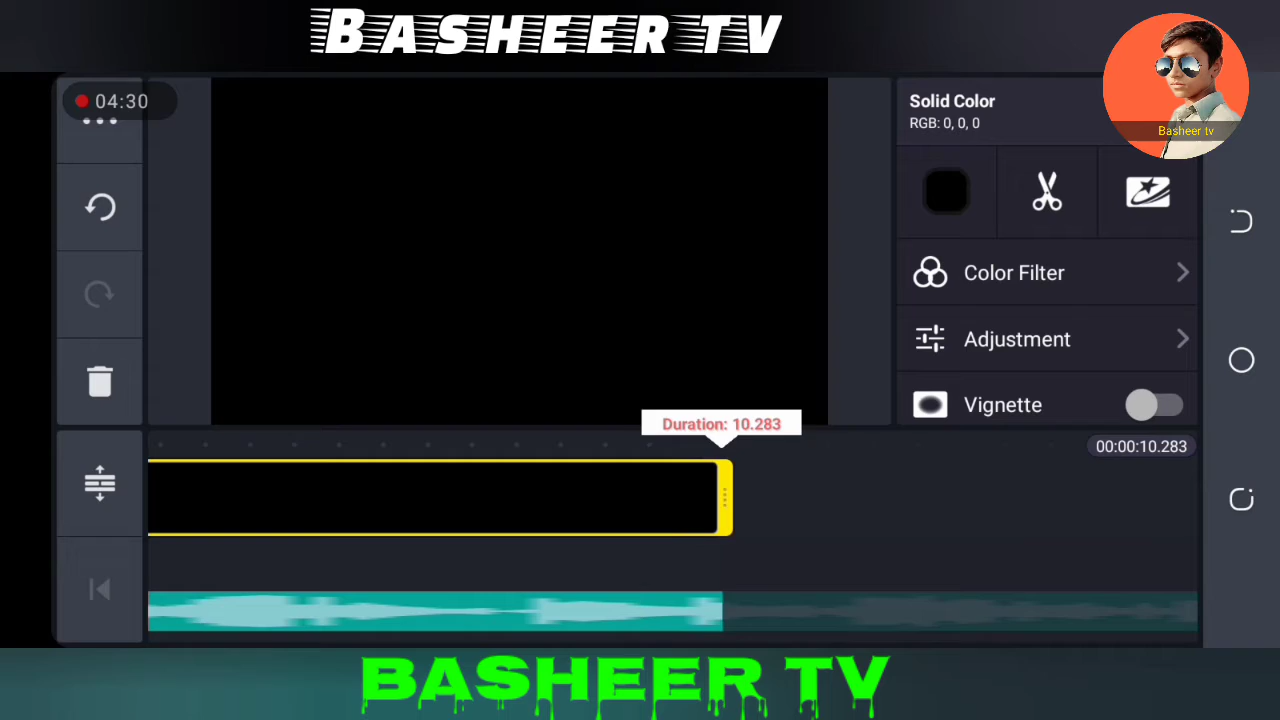 BASHEER TV
Basheer tv
04:30
Solid Color
RGB: 0, 0, 0
Color Filter
Adjustment
Vignette
Duration: 10.283
00:00:10.283
BASHEER TV